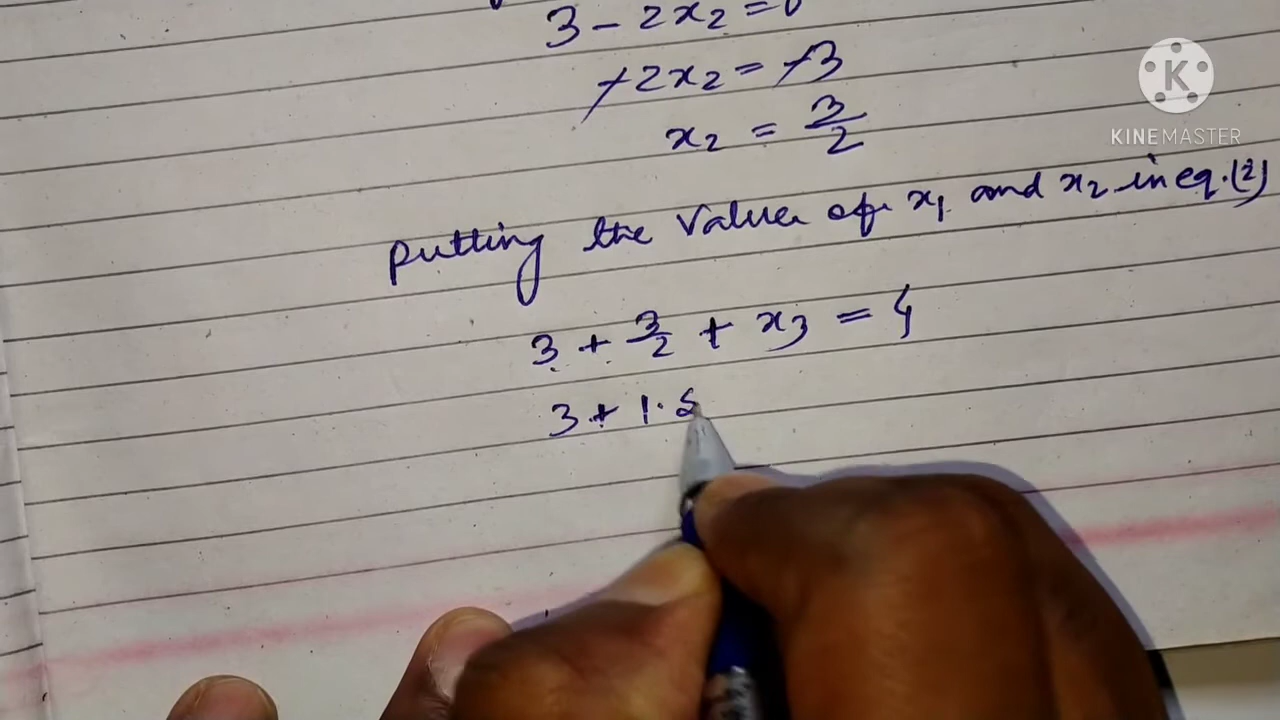 3 - 2x₂ = 0
-2x₂ = -3
x₂ = 3/2
Putting the value of x₁ and x₂ in eq.(2)
3 + 3/2 + x₃ = 4
3 + 1.5
K
KINEMASTER